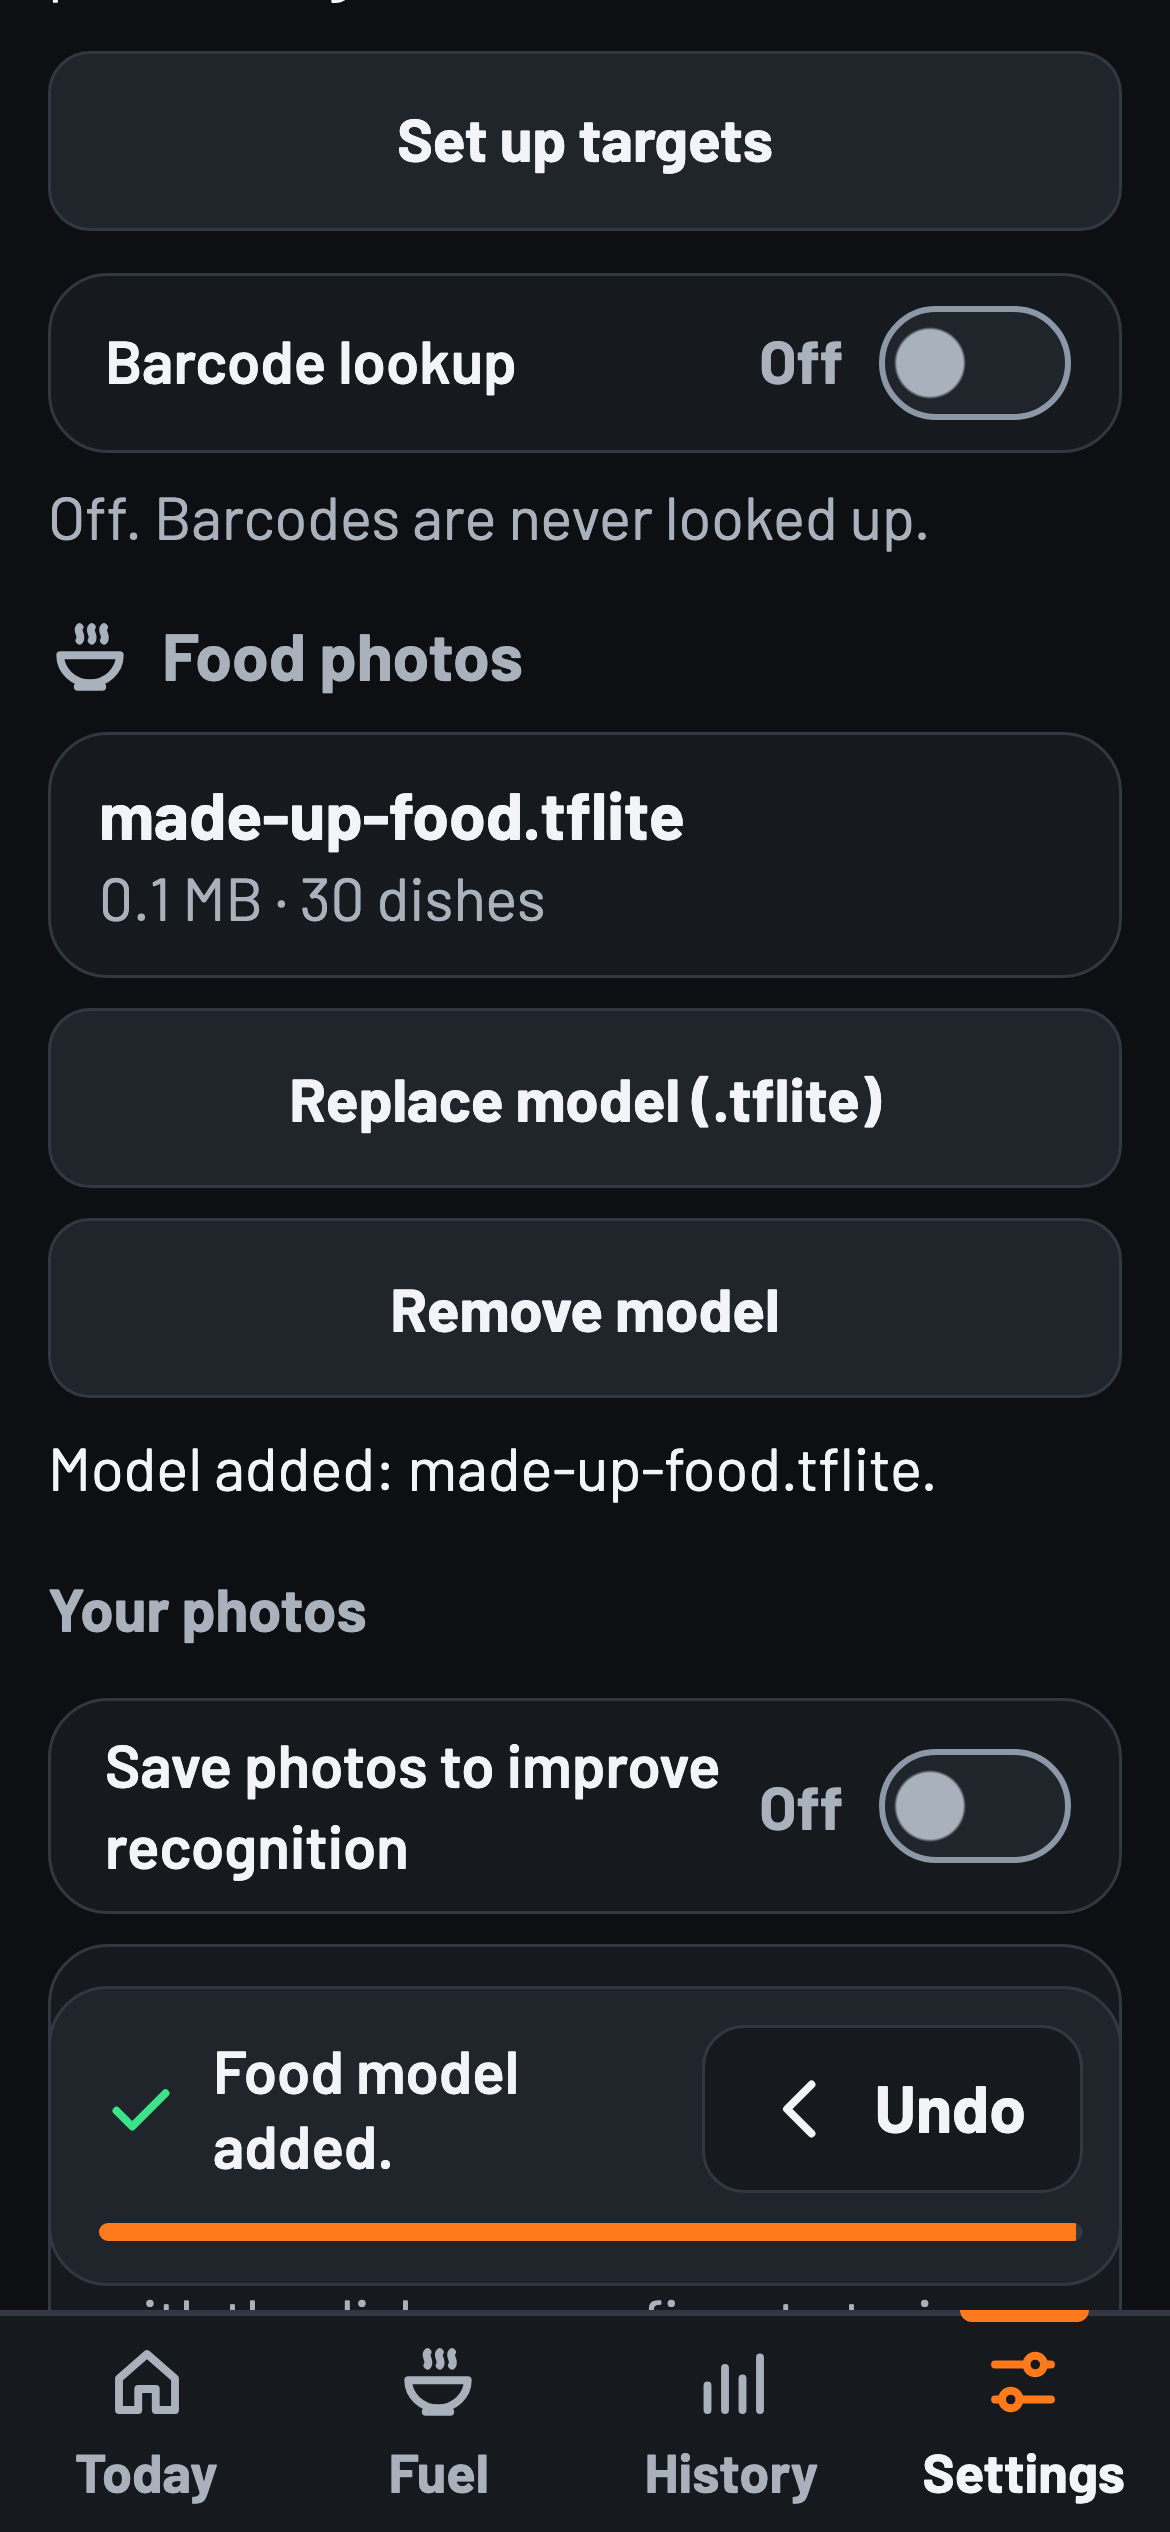 Set up targets
Barcode lookup
Off
Off. Barcodes are never looked up.
Food photos
made-up-food.tflite
0.1 MB · 30 dishes
Replace model (.tflite)
Remove model
Model added: made-up-food.tflite.
Your photos
Save photos to improve
recognition
Off
Food model
added.
Undo
Today
Fuel
History
Settings